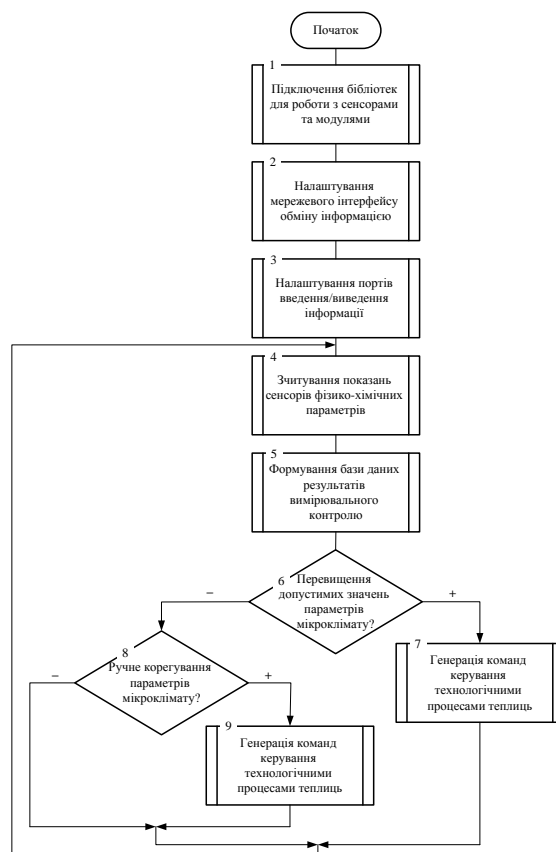 Початок
1
Підключення бібліотек
для роботи з сенсорами
та модулями
2
Налаштування
мережевого інтерфейсу
обміну інформацією
3
Налаштування портів
введення/виведення
інформації
4
Зчитування показань
сенсорів фізико-хімічних
параметрів
5
Формування бази даних
результатів
вимірювального
контролю
6
Перевищення
допустимих значень
параметрів
мікроклімату?
–
+
7
Генерація команд
керування
технологічними
процесами теплиць
8
Ручне корегування
параметрів
мікроклімату?
–
+
9
Генерація команд
керування
технологічними
процесами теплиць